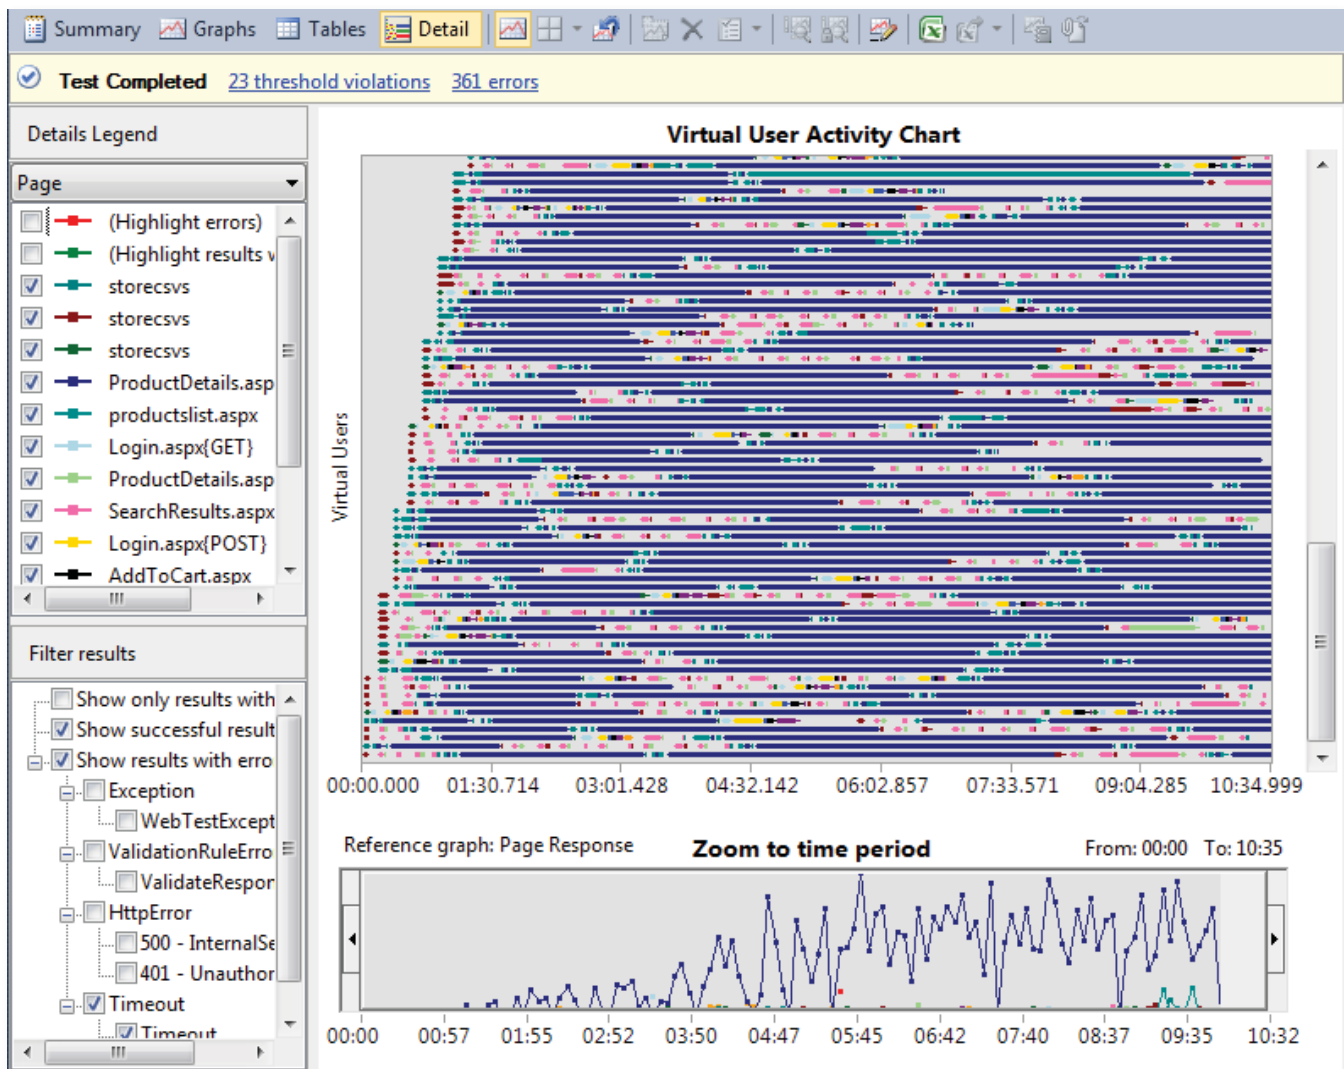 Summary Graphs Tables Detail
Test Completed 23 threshold violations 361 errors
Details Legend
Page
(Highlight errors)
(Highlight results v
storecsvs
storecsvs
storecsvs
ProductDetails.asp
productslist.aspx
Login.aspx{GET}
ProductDetails.asp
SearchResults.aspx
Login.aspx{POST}
AddToCart.aspx
Filter results
Show only results with
Show successful result
Show results with erro
Exception
WebTestExcept
ValidationRuleErro
ValidateRespon
HttpError
500 - InternalSe
401 - Unauthor
Timeout
Timeout
Virtual User Activity Chart
Virtual Users
00:00.000 01:30.714 03:01.428 04:32.142 06:02.857 07:33.571 09:04.285 10:34.999
Reference graph: Page Response Zoom to time period From: 00:00 To: 10:35
00:00 00:57 01:55 02:52 03:50 04:47 05:45 06:42 07:40 08:37 09:35 10:32